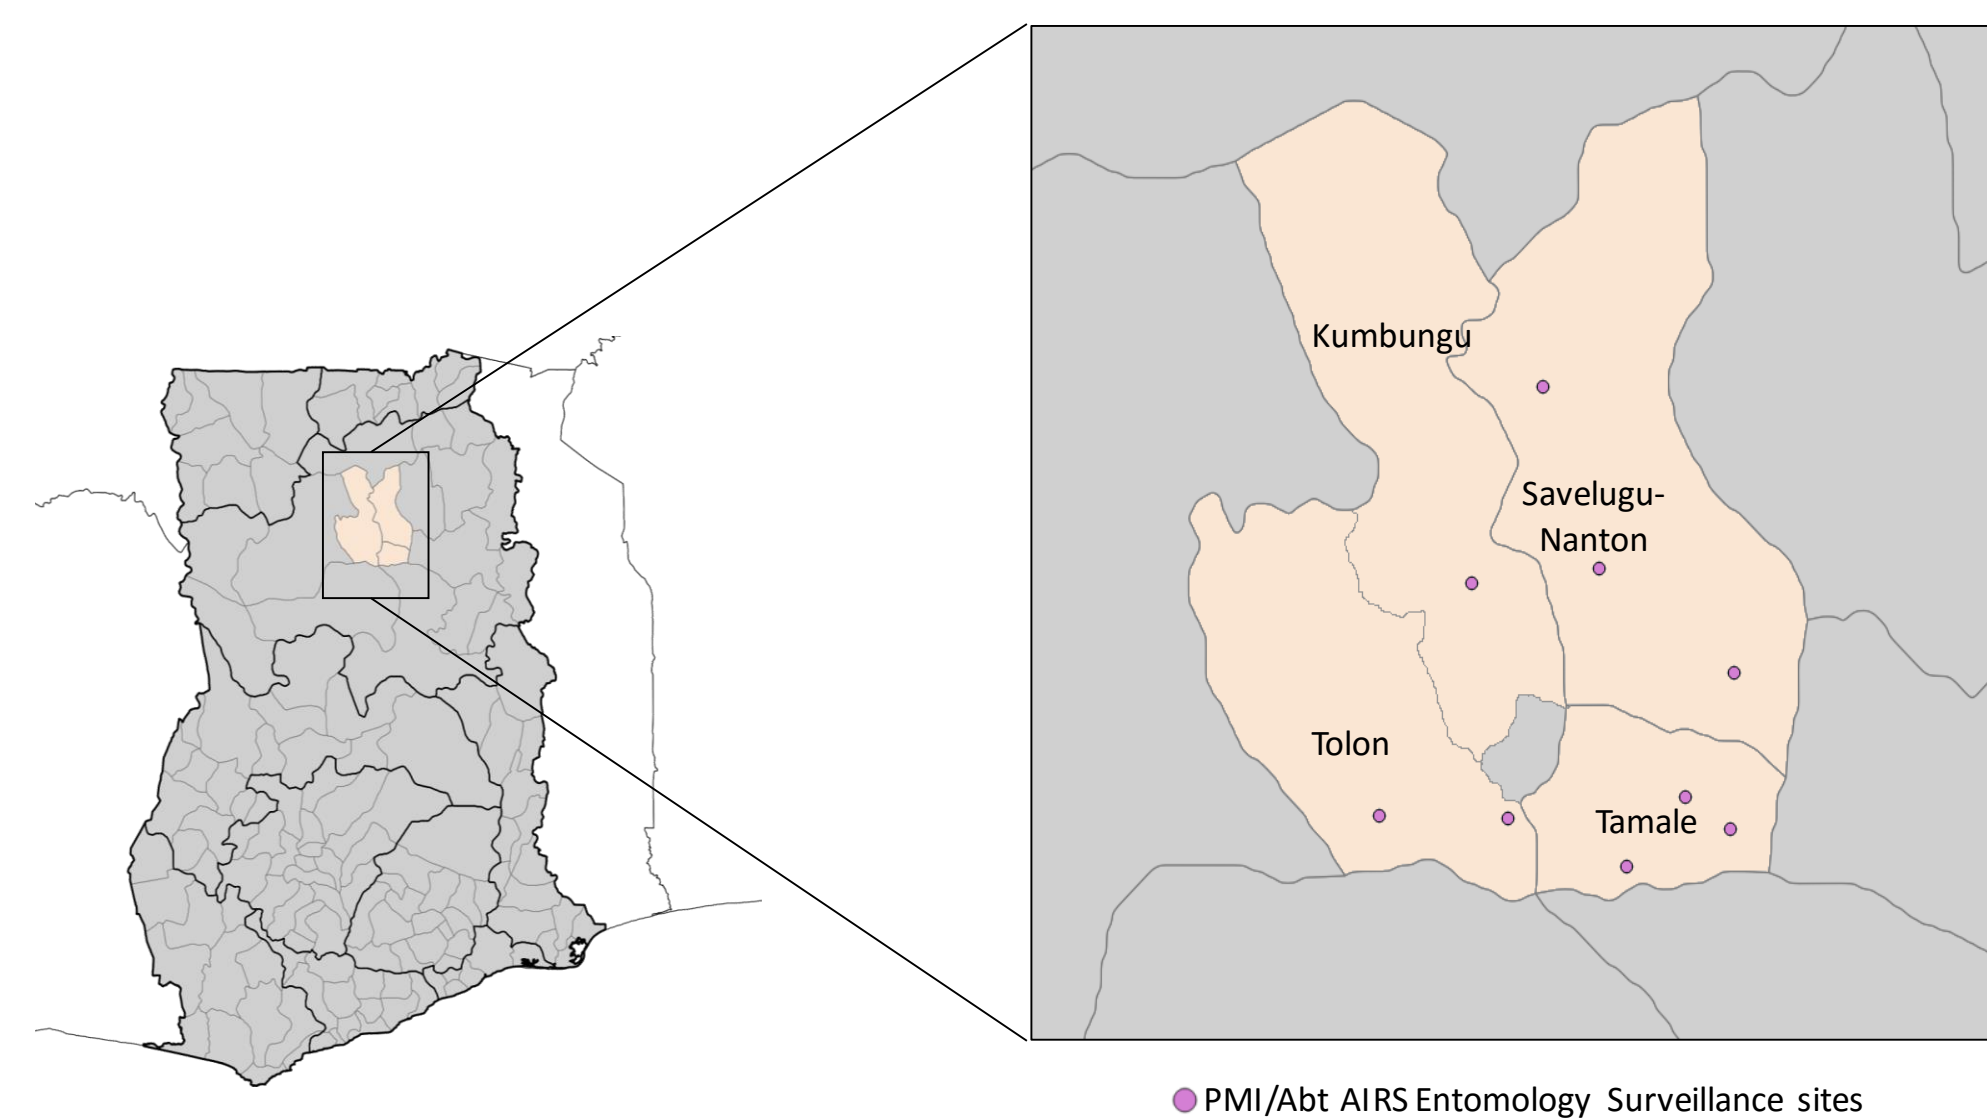 Kumbungu
Savelugu-
Nanton
Tolon
Tamale
PMI/Abt AIRS Entomology Surveillance sites